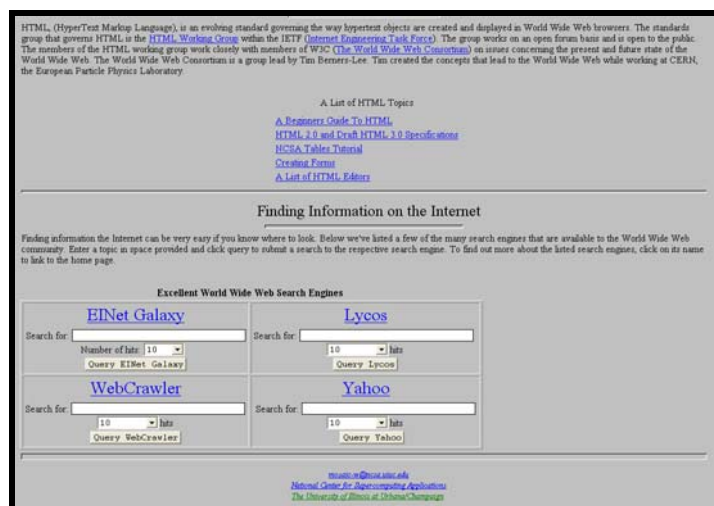 HTML, (HyperText Markup Language), is an evolving standard governing the way hypertext objects are created and displayed in World Wide Web browsers. The standards
group that governs HTML is the HTML Working Group within the IETF (Internet Engineering Task Force). The group works on an open forum basis and is open to the public.
The members of the HTML working group work closely with members of W3C (The World Wide Web Consortium) on issues concerning the present and future state of the
World Wide Web. The World Wide Web Consortium is a group lead by Tim Berners-Lee. Tim created the concepts that lead to the World Wide Web while working at CERN,
the European Particle Physics Laboratory.
A List of HTML Topics
A Beginners Guide To HTML
HTML 2.0 and Draft HTML 3.0 Specifications
NCSA Tables Tutorial
Creating Forms
A List of HTML Editors
Finding Information on the Internet
Finding information the Internet can be very easy if you know where to look. Below we've listed a few of the many search engines that are available to the World Wide Web
community. Enter a topic in space provided and click query to submit a search to the respective search engine. To find out more about the listed search engines, click on its name
to link to the home page.
Excellent World Wide Web Search Engines
EINet Galaxy
Search for:
Number of hits: 10
Query EINet Galaxy
Lycos
Search for:
10 hits
Query Lycos
WebCrawler
Search for:
10 hits
Query WebCrawler
Yahoo
Search for:
10 hits
Query Yahoo
mosaic-w@ncsa.uiuc.edu
National Center for Supercomputing Applications
The University of Illinois at Urbana/Champaign